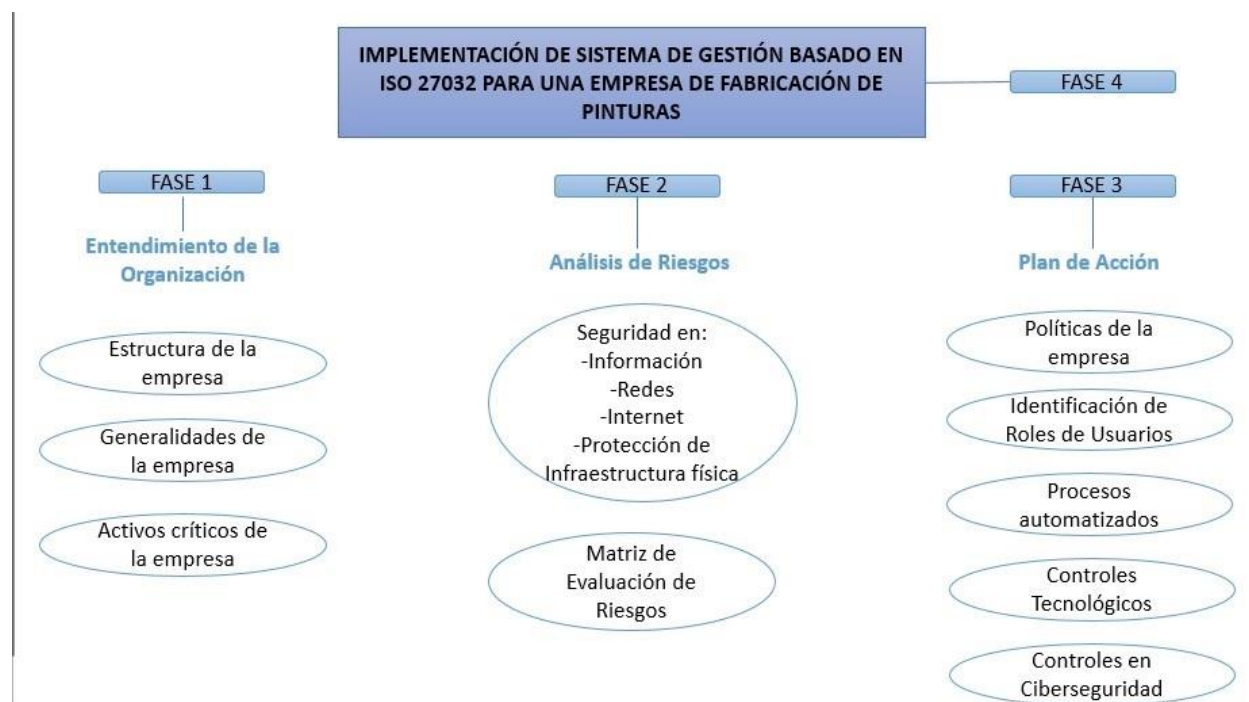 IMPLEMENTACIÓN DE SISTEMA DE GESTIÓN BASADO EN
ISO 27032 PARA UNA EMPRESA DE FABRICACIÓN DE
PINTURAS
FASE 4
FASE 1
Entendimiento de la
Organización
Estructura de la
empresa
Generalidades de
la empresa
Activos críticos de
la empresa
FASE 2
Análisis de Riesgos
Seguridad en:
-Información
-Redes
-Internet
-Protección de
Infraestructura física
Matriz de
Evaluación de
Riesgos
FASE 3
Plan de Acción
Políticas de la
empresa
Identificación de
Roles de Usuarios
Procesos
automatizados
Controles
Tecnológicos
Controles en
Ciberseguridad